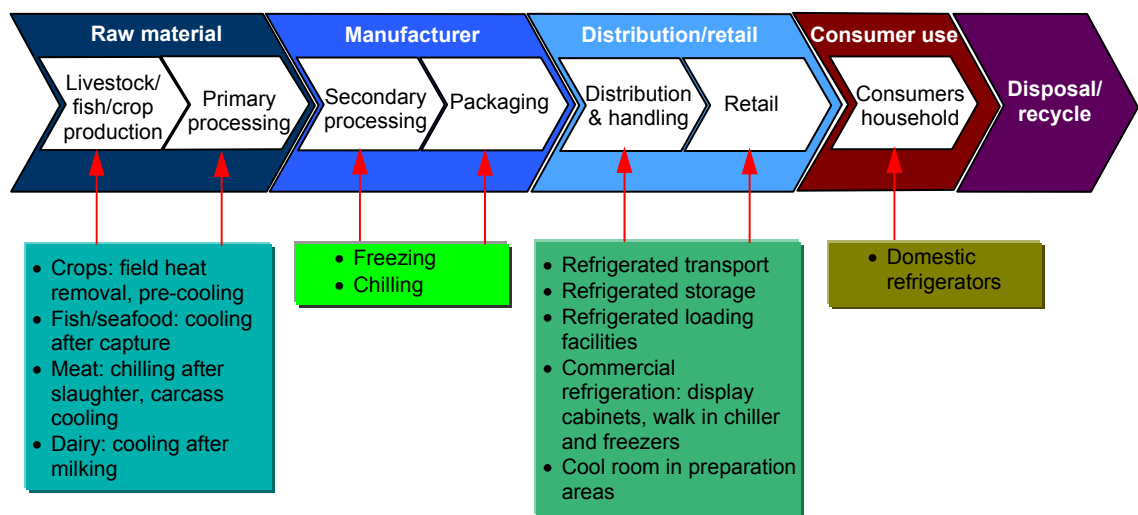 Raw material
Manufacturer
Distribution/retail
Consumer use
Disposal/
recycle
Livestock/
fish/crop
production
Primary
processing
Secondary
processing
Packaging
Distribution
& handling
Retail
Consumers
household
• Crops: field heat
removal, pre-cooling
• Fish/seafood: cooling
after capture
• Meat: chilling after
slaughter, carcass
cooling
• Dairy: cooling after
milking
• Freezing
• Chilling
• Refrigerated transport
• Refrigerated storage
• Refrigerated loading
facilities
• Commercial
refrigeration: display
cabinets, walk in chiller
and freezers
• Cool room in preparation
areas
• Domestic
refrigerators